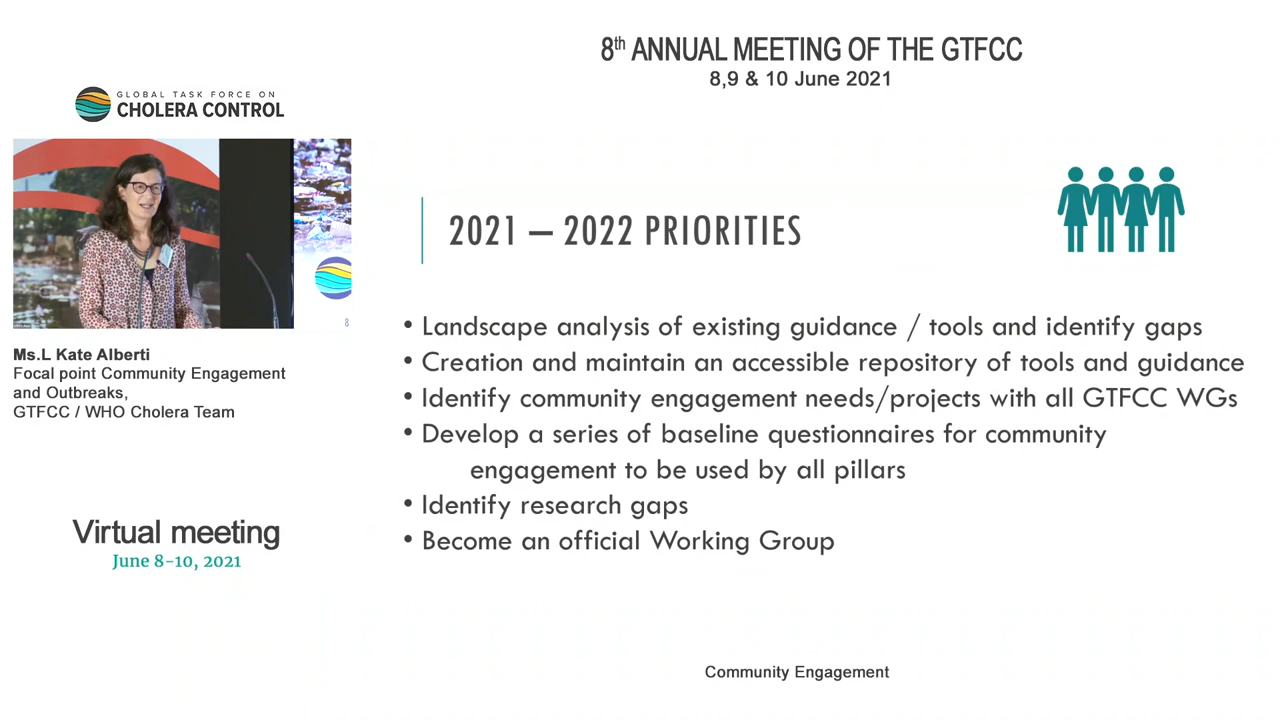 8th ANNUAL MEETING OF THE GTFCC
8,9 & 10 June 2021
GLOBAL TASK FORCE ON
CHOLERA CONTROL
8
Ms.L Kate Alberti
Focal point Community Engagement
and Outbreaks,
GTFCC / WHO Cholera Team
Virtual meeting
June 8-10, 2021
2021 – 2022 PRIORITIES
• Landscape analysis of existing guidance / tools and identify gaps
• Creation and maintain an accessible repository of tools and guidance
• Identify community engagement needs/projects with all GTFCC WGs
• Develop a series of baseline questionnaires for community
engagement to be used by all pillars
• Identify research gaps
• Become an official Working Group
Community Engagement